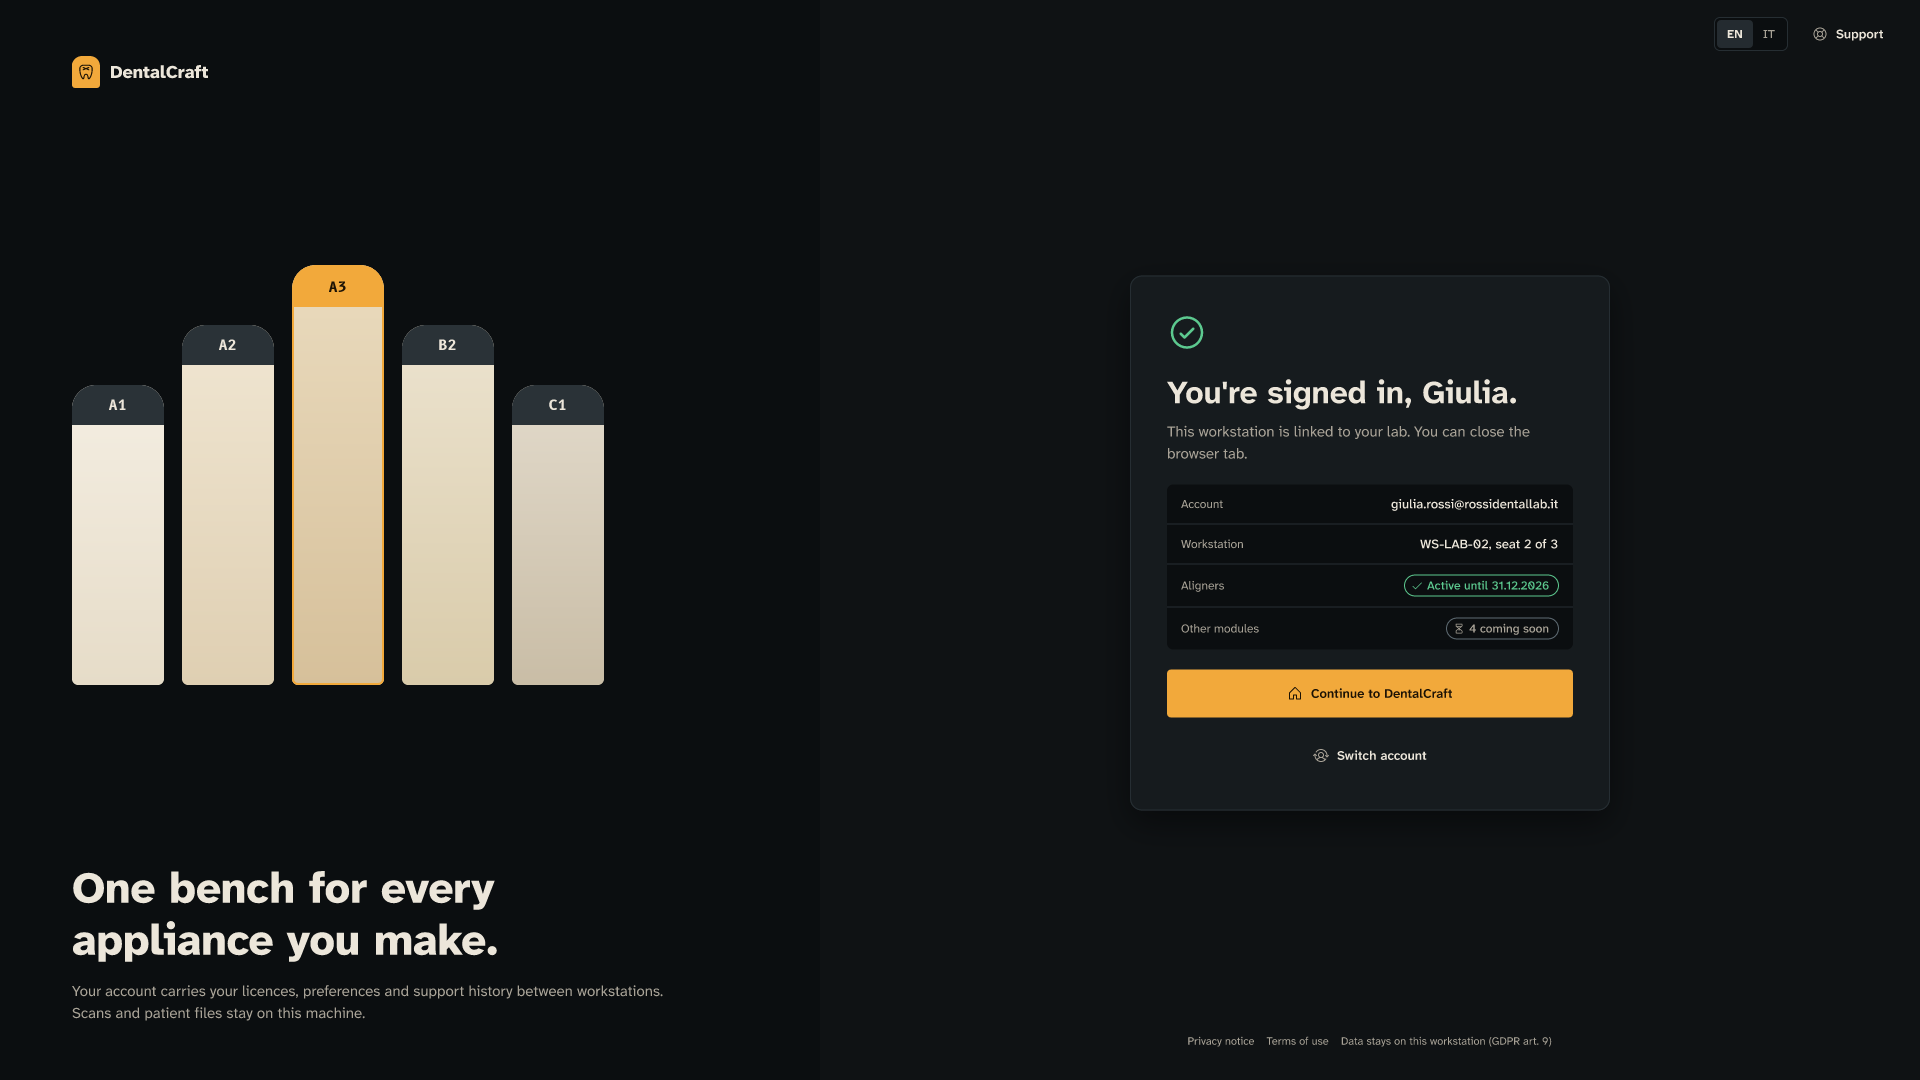 EN
IT
Support
DentalCraft
A1
A2
A3
B2
C1
One bench for every
appliance you make.
Your account carries your licences, preferences and support history between workstations.
Scans and patient files stay on this machine.
You're signed in, Giulia.
This workstation is linked to your lab. You can close the
browser tab.
Account giulia.rossi@rossidentallab.it
Workstation WS-LAB-02, seat 2 of 3
Aligners Active until 31.12.2026
Other modules 4 coming soon
Continue to DentalCraft
Switch account
Privacy notice Terms of use Data stays on this workstation (GDPR art. 9)